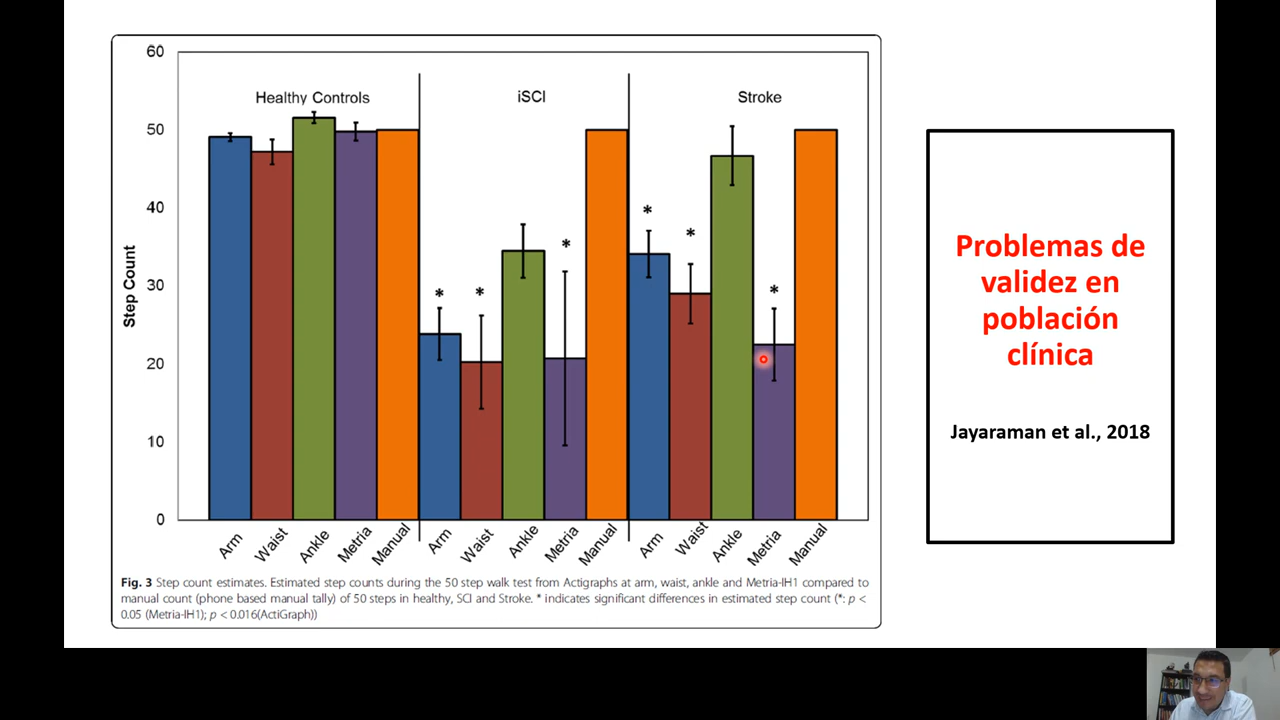 60
50
40
30
20
10
0
Step Count
Healthy Controls
iSCI
Stroke
*
*
*
*
*
*
Arm
Waist
Ankle
Metria
Manual
Arm
Waist
Ankle
Metria
Manual
Arm
Waist
Ankle
Metria
Manual
Fig. 3 Step count estimates. Estimated step counts during the 50 step walk test from Actigraphs at arm, waist, ankle and Metria-IH1 compared to
manual count (phone based manual tally) of 50 steps in healthy, SCI and Stroke. * indicates significant differences in estimated step count (*: p <
0.05 (Metria-IH1); p < 0.016(ActiGraph))
Problemas de
validez en
población
clínica
Jayaraman et al., 2018